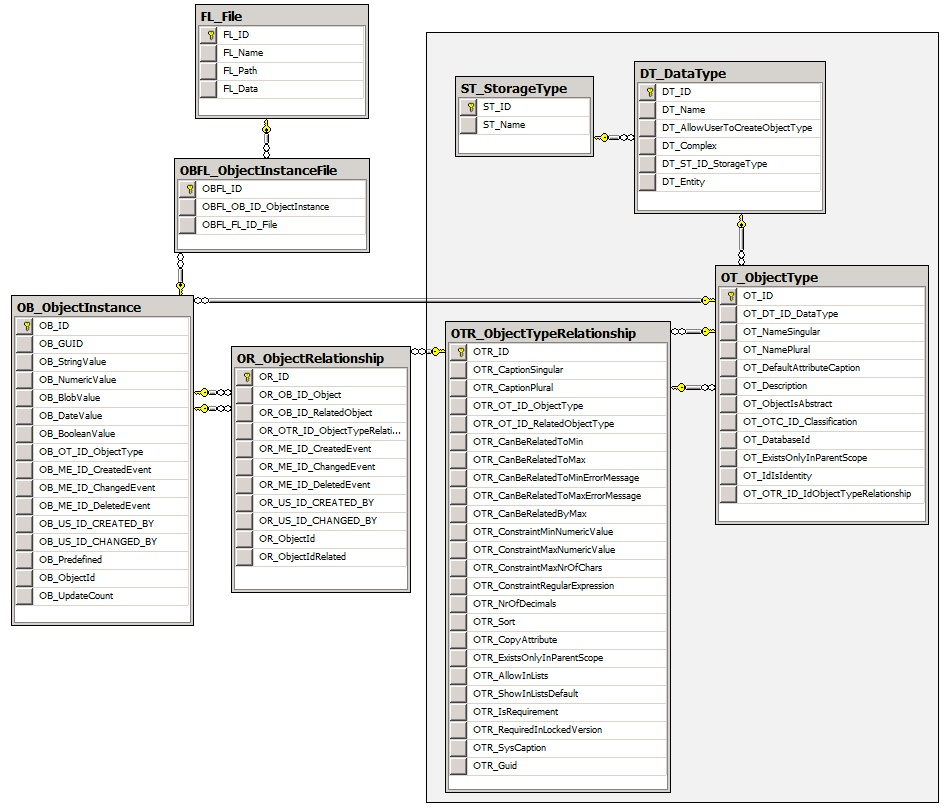 FL_File
FL_ID
FL_Name
FL_Path
FL_Data
OBFL_ObjectInstanceFile
OBFL_ID
OBFL_OB_ID_ObjectInstance
OBFL_FL_ID_File
ST_StorageType
ST_ID
ST_Name
DT_DataType
DT_ID
DT_Name
DT_AllowUserToCreateObjectType
DT_Complex
DT_ST_ID_StorageType
DT_Entity
OB_ObjectInstance
OB_ID
OB_GUID
OB_StringValue
OB_NumericValue
OB_BlobValue
OB_DateValue
OB_BooleanValue
OB_OT_ID_ObjectType
OB_ME_ID_CreatedEvent
OB_ME_ID_ChangedEvent
OB_ME_ID_DeletedEvent
OB_US_ID_CREATED_BY
OB_US_ID_CHANGED_BY
OB_Predefined
OB_ObjectId
OB_UpdateCount
OR_ObjectRelationship
OR_ID
OR_OB_ID_Object
OR_OB_ID_RelatedObject
OR_OTR_ID_ObjectTypeRelati...
OR_ME_ID_CreatedEvent
OR_ME_ID_ChangedEvent
OR_ME_ID_DeletedEvent
OR_US_ID_CREATED_BY
OR_US_ID_CHANGED_BY
OR_ObjectId
OR_ObjectIdRelated
OTR_ObjectTypeRelationship
OTR_ID
OTR_CaptionSingular
OTR_CaptionPlural
OTR_OT_ID_ObjectType
OTR_OT_ID_RelatedObjectType
OTR_CanBeRelatedToMin
OTR_CanBeRelatedToMax
OTR_CanBeRelatedToMinErrorMessage
OTR_CanBeRelatedToMaxErrorMessage
OTR_CanBeRelatedByMax
OTR_ConstraintMinNumericValue
OTR_ConstraintMaxNumericValue
OTR_ConstraintMaxNrOfChars
OTR_ConstraintRegularExpression
OTR_NrOfDecimals
OTR_Sort
OTR_CopyAttribute
OTR_ExistsOnlyInParentScope
OTR_AllowInLists
OTR_ShowInListsDefault
OTR_IsRequirement
OTR_RequiredInLockedVersion
OTR_SysCaption
OTR_Guid
OT_ObjectType
OT_ID
OT_DT_ID_DataType
OT_NameSingular
OT_NamePlural
OT_DefaultAttributeCaption
OT_Description
OT_ObjectIsAbstract
OT_OTC_ID_Classification
OT_DatabaseId
OT_ExistsOnlyInParentScope
OT_IdIsIdentity
OT_OTR_ID_IdObjectTypeRelationship